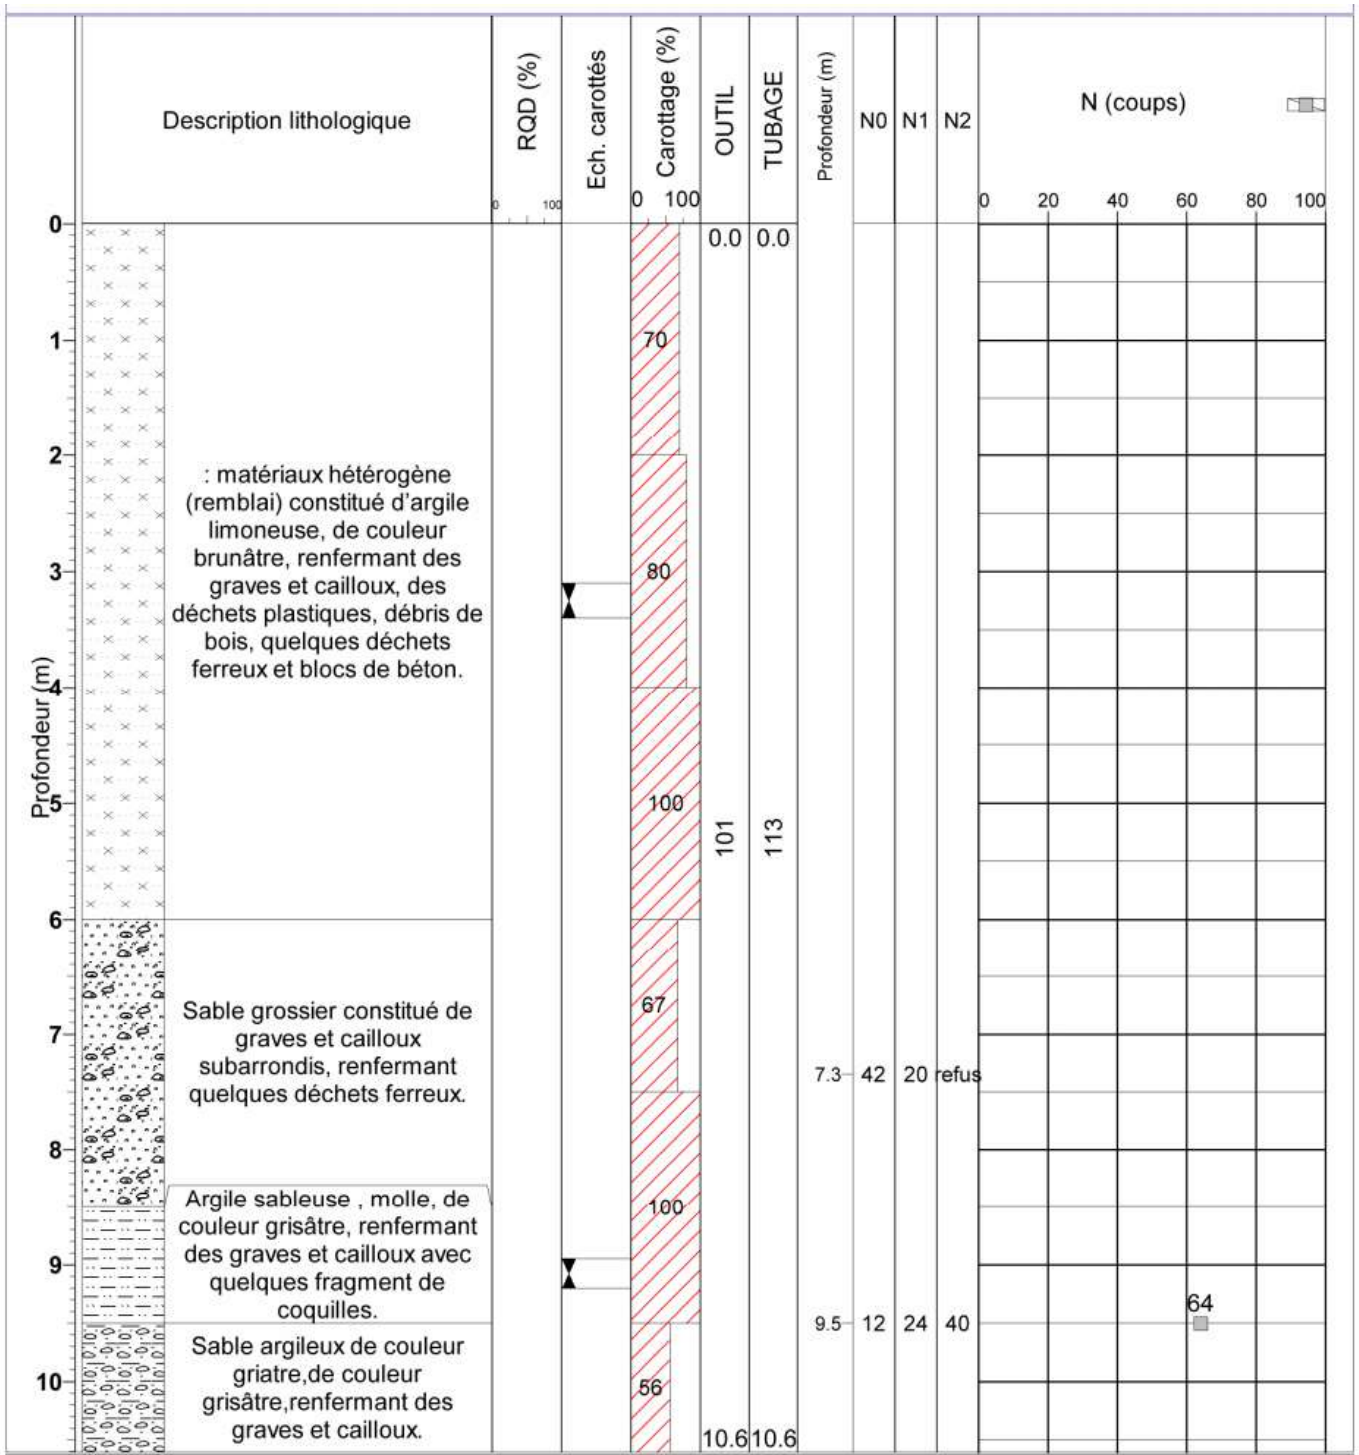 Description lithologique
RQD (%)
0 100
Ech. carottés
Carottage (%)
0 100
OUTIL
TUBAGE
Profondeur (m)
N0 N1 N2
N (coups)
0 20 40 60 80 100
Profondeur (m)
0
1
2
3
4
5
6
7
8
9
10
: matériaux hétérogène
(remblai) constitué d'argile
limoneuse, de couleur
brunâtre, renfermant des
graves et cailloux, des
déchets plastiques, débris de
bois, quelques déchets
ferreux et blocs de béton.
Sable grossier constitué de
graves et cailloux
subarrondis, renfermant
quelques déchets ferreux.
Argile sableuse , molle, de
couleur grisâtre, renfermant
des graves et cailloux avec
quelques fragment de
coquilles.
Sable argileux de couleur
griatre,de couleur
grisâtre,renfermant des
graves et cailloux.
70
80
100
67
100
56
0.0 0.0
101 113
10.6 10.6
7.3 42 20 refus
9.5 12 24 40
64